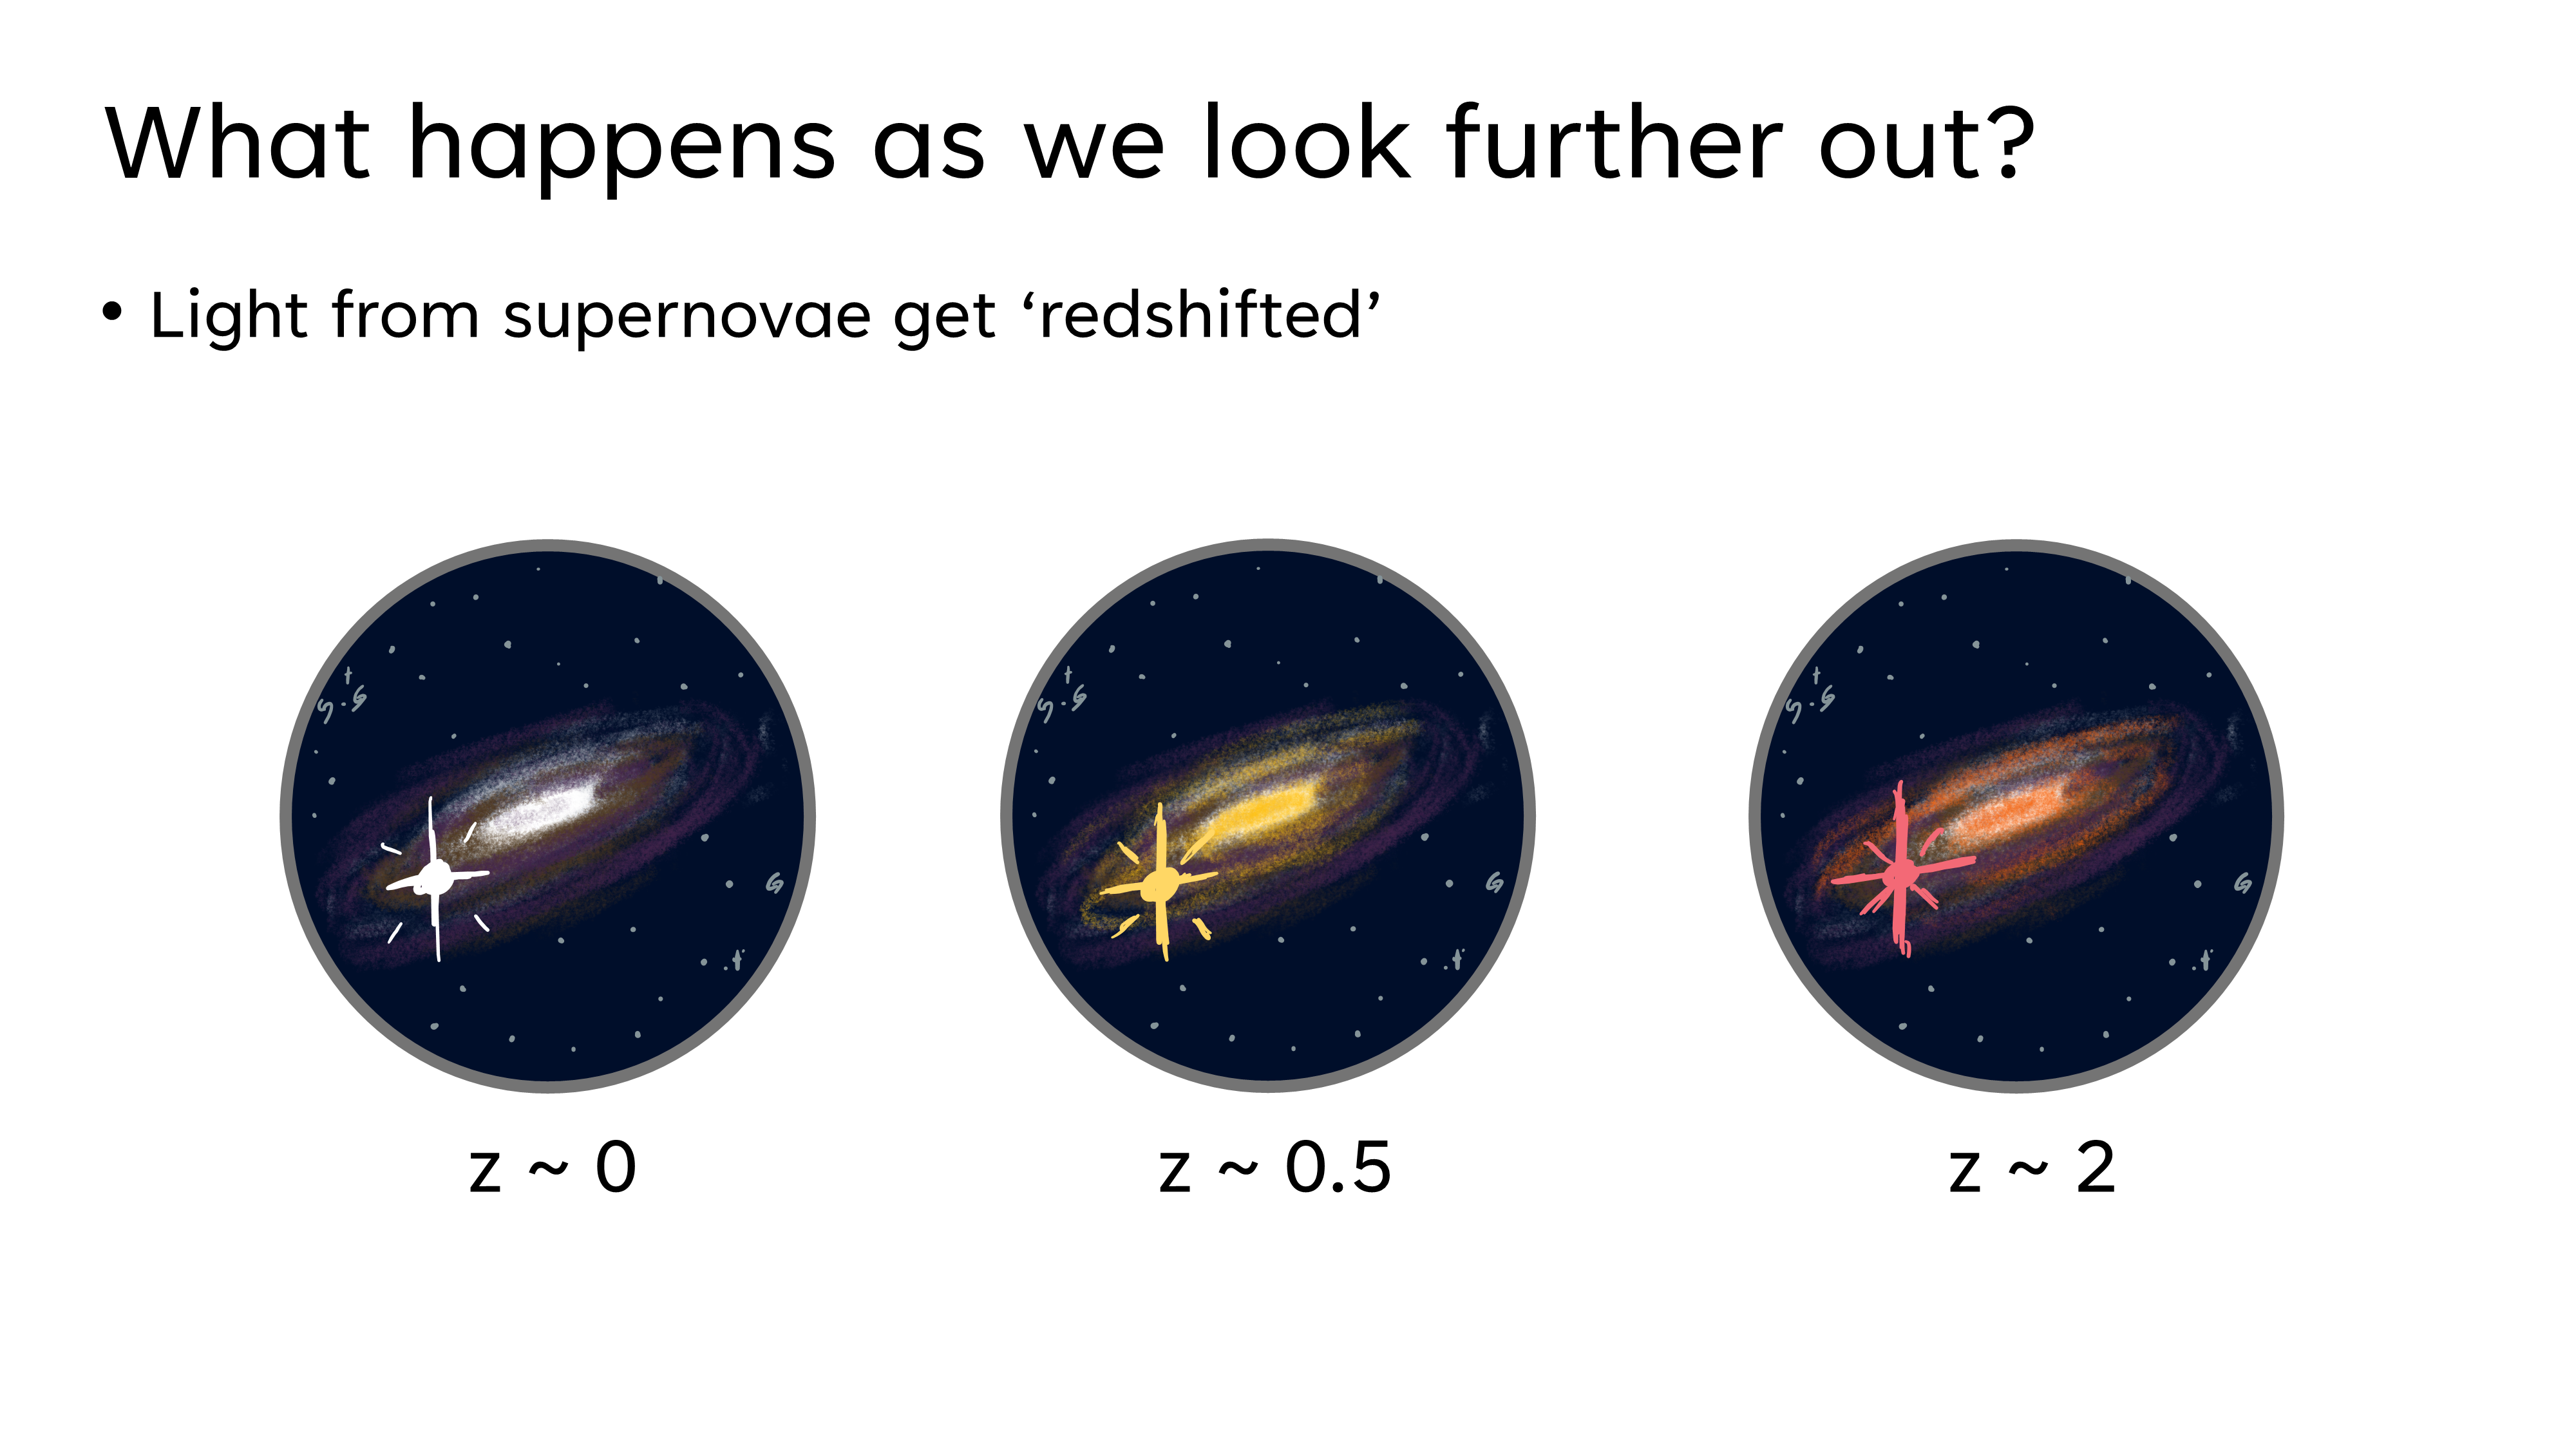 What happens as we look further out?
• Light from supernovae get ‘redshifted’
z ~ 0
z ~ 0.5
z ~ 2